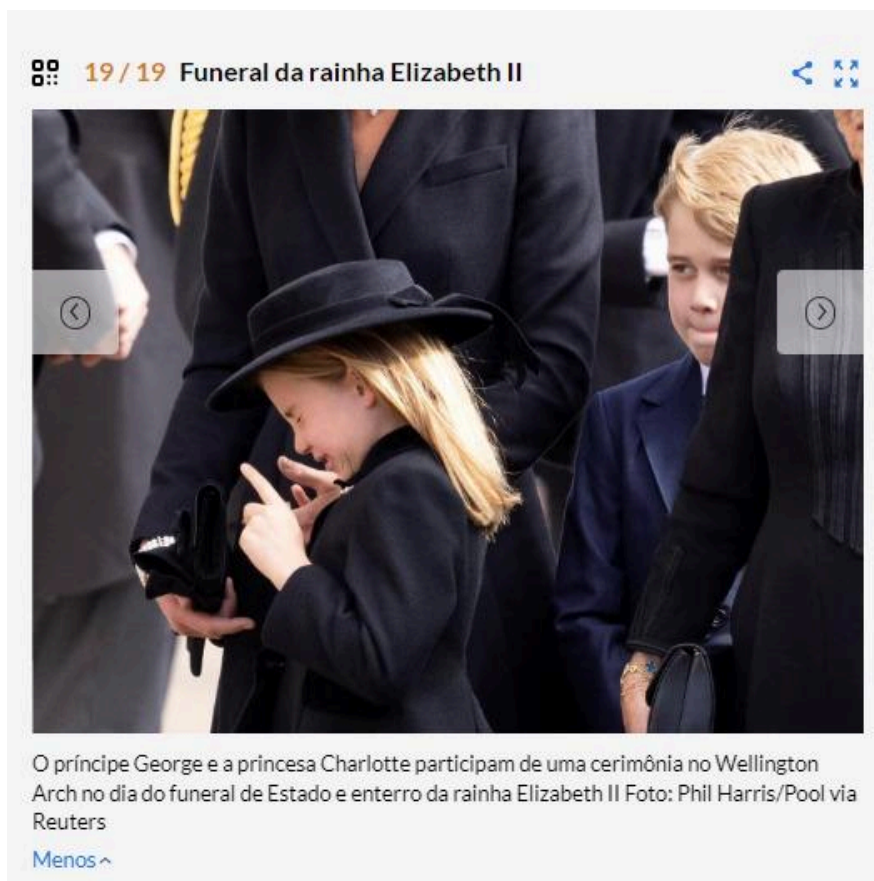 19 / 19 Funeral da rainha Elizabeth II
O príncipe George e a princesa Charlotte participam de uma cerimônia no Wellington
Arch no dia do funeral de Estado e enterro da rainha Elizabeth II Foto: Phil Harris/Pool via
Reuters
Menos